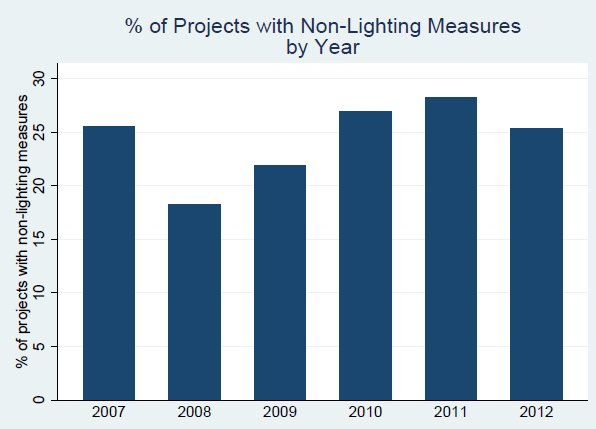 % of Projects with Non-Lighting Measures
by Year
% of projects with non-lighting measures
30
25
20
15
10
5
0
2007 2008 2009 2010 2011 2012